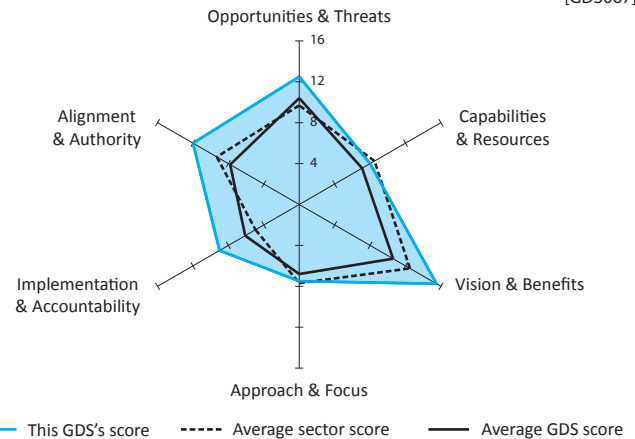 Opportunities & Threats
16
12
8
4
Alignment
& Authority
Capabilities
& Resources
Implementation
& Accountability
Vision & Benefits
Approach & Focus
This GDS's score
Average sector score
Average GDS score